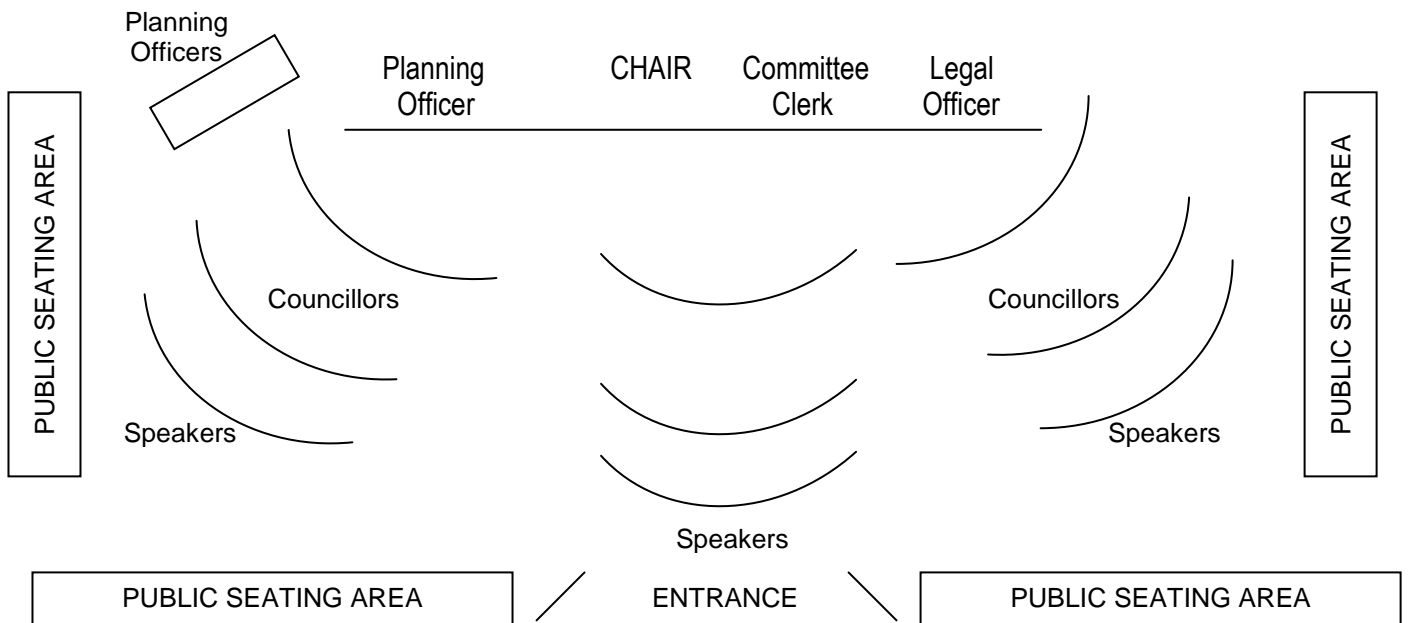 Planning
Officers
Planning
Officer
CHAIR
Committee
Clerk
Legal
Officer
PUBLIC SEATING AREA
PUBLIC SEATING AREA
Councillors
Councillors
Speakers
Speakers
Speakers
PUBLIC SEATING AREA
ENTRANCE
PUBLIC SEATING AREA